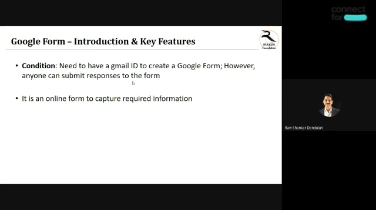 connect
for
Google Form – Introduction & Key Features
• Condition: Need to have a gmail ID to create a Google Form; However,
anyone can submit responses to the form
• It is an online form to capture required information